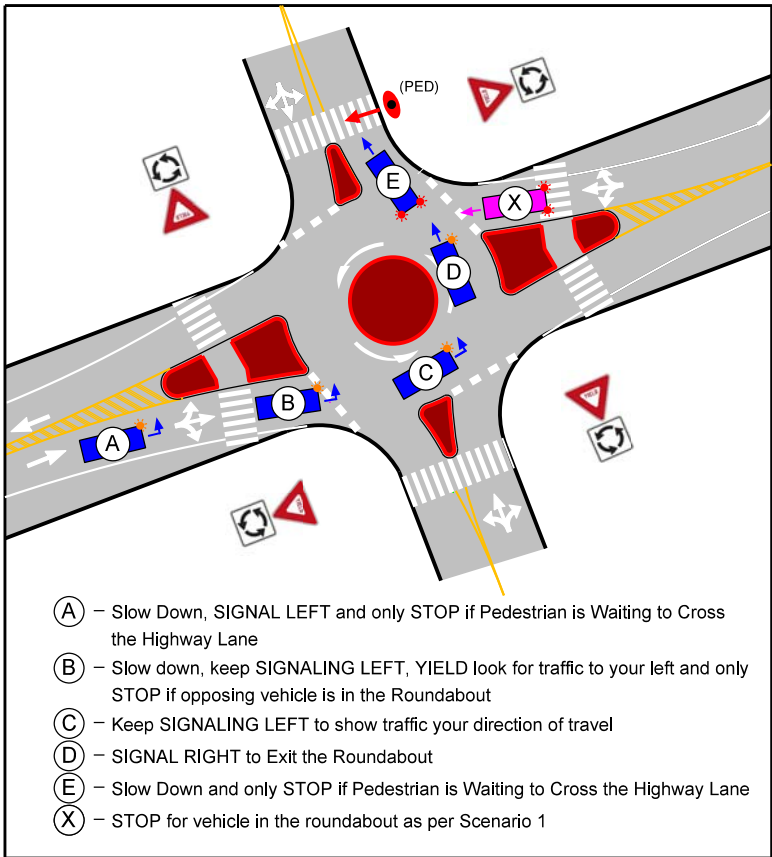 (PED)
YIELD
E
X
YIELD
D
C
B
YIELD
A
YIELD
(A) – Slow Down, SIGNAL LEFT and only STOP if Pedestrian is Waiting to Cross
the Highway Lane
(B) – Slow down, keep SIGNALING LEFT, YIELD look for traffic to your left and only
STOP if opposing vehicle is in the Roundabout
(C) – Keep SIGNALING LEFT to show traffic your direction of travel
(D) – SIGNAL RIGHT to Exit the Roundabout
(E) – Slow Down and only STOP if Pedestrian is Waiting to Cross the Highway Lane
(X) – STOP for vehicle in the roundabout as per Scenario 1